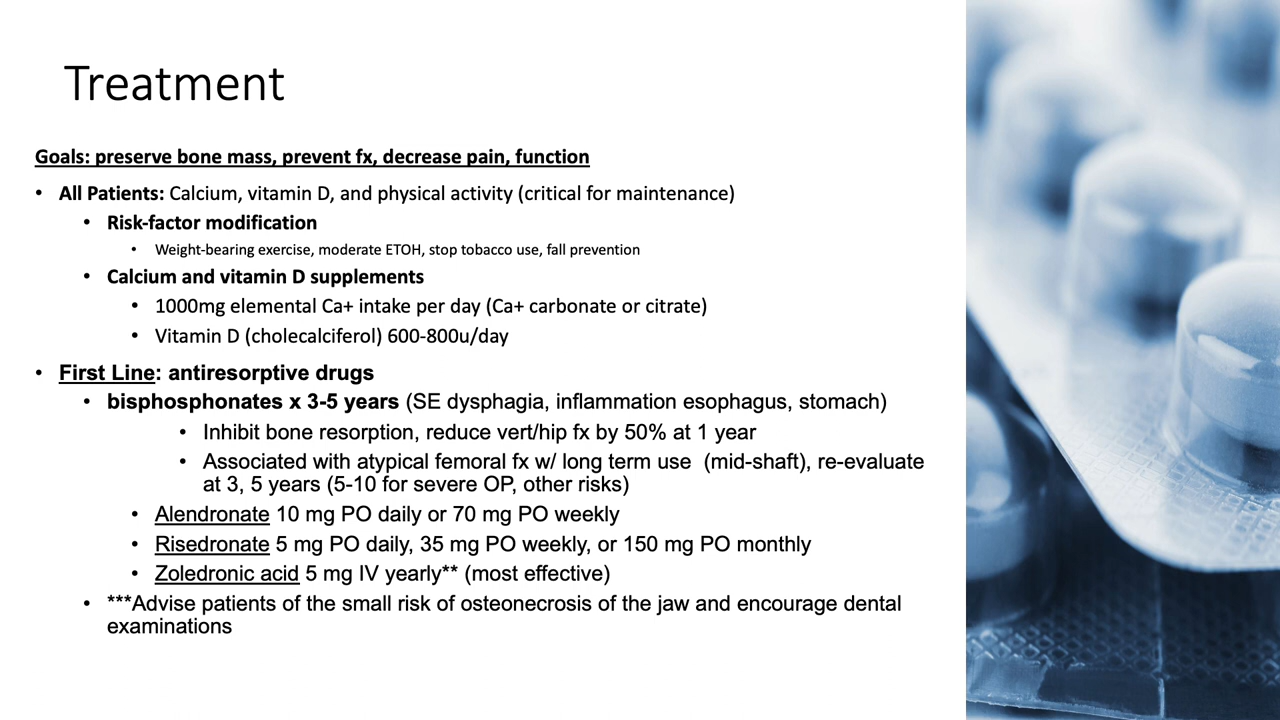 Treatment
Goals: preserve bone mass, prevent fx, decrease pain, function
• All Patients: Calcium, vitamin D, and physical activity (critical for maintenance)
• Risk-factor modification
• Weight-bearing exercise, moderate ETOH, stop tobacco use, fall prevention
• Calcium and vitamin D supplements
• 1000mg elemental Ca+ intake per day (Ca+ carbonate or citrate)
• Vitamin D (cholecalciferol) 600-800u/day
• First Line: antiresorptive drugs
• bisphosphonates x 3-5 years (SE dysphagia, inflammation esophagus, stomach)
• Inhibit bone resorption, reduce vert/hip fx by 50% at 1 year
• Associated with atypical femoral fx w/ long term use (mid-shaft), re-evaluate
at 3, 5 years (5-10 for severe OP, other risks)
• Alendronate 10 mg PO daily or 70 mg PO weekly
• Risedronate 5 mg PO daily, 35 mg PO weekly, or 150 mg PO monthly
• Zoledronic acid 5 mg IV yearly** (most effective)
• ***Advise patients of the small risk of osteonecrosis of the jaw and encourage dental
examinations